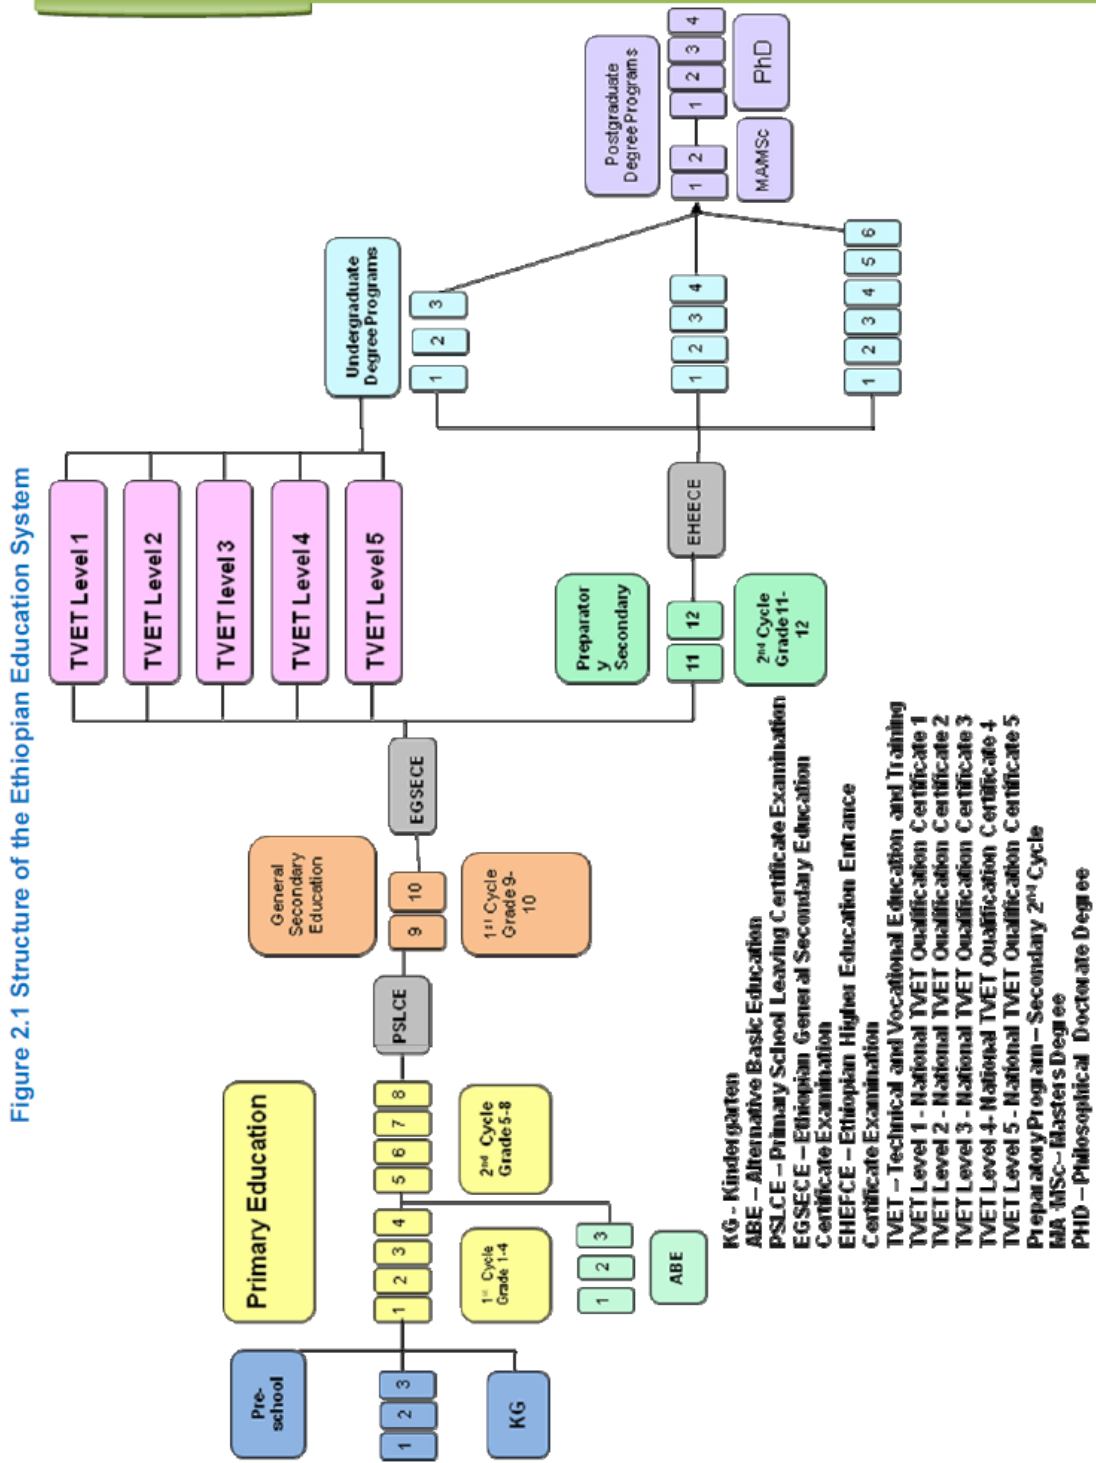 Figure 2.1 Structure of the Ethiopian Education System
Pre-
school
1 2 3
KG
Primary Education
1 2 3 4 5 6 7 8
1st Cycle
Grade 1-4
2nd Cycle
Grade 5-8
1 2 3
ABE
PSLCE
General
Secondary
Education
9 10
1st Cycle
Grade 9-
10
EGSECE
TVET Level 1
TVET Level 2
TVET level 3
TVET Level 4
TVET Level 5
Preparator
y
Secondary
11 12
2nd Cycle
Grade 11-
12
EHEECE
Undergraduate
Degree Programs
1 2 3
1 2 3 4
1 2 3 4 5 6
Postgraduate
Degree Programs
1 2 1 2 3 4
MA/MSc
PhD
KG - Kindergarten
ABE – Alternative Basic Education
PSLCE – Primary School Leaving Certificate Examination
EGSECE – Ethiopian General Secondary Education
Certificate Examination
EHEFCE – Ethiopian Higher Education Entrance
Certificate Examination
TVET – Technical and Vocational Education and Training
TVET Level 1 - National TVET Qualification Certificate 1
TVET Level 2 - National TVET Qualification Certificate 2
TVET Level 3 - National TVET Qualification Certificate 3
TVET Level 4- National TVET Qualification Certificate 4
TVET Level 5 - National TVET Qualification Certificate 5
Preparatory Program – Secondary 2nd Cycle
MA MSc – Masters Degree
PHD – Philosophical Doctorate Degree